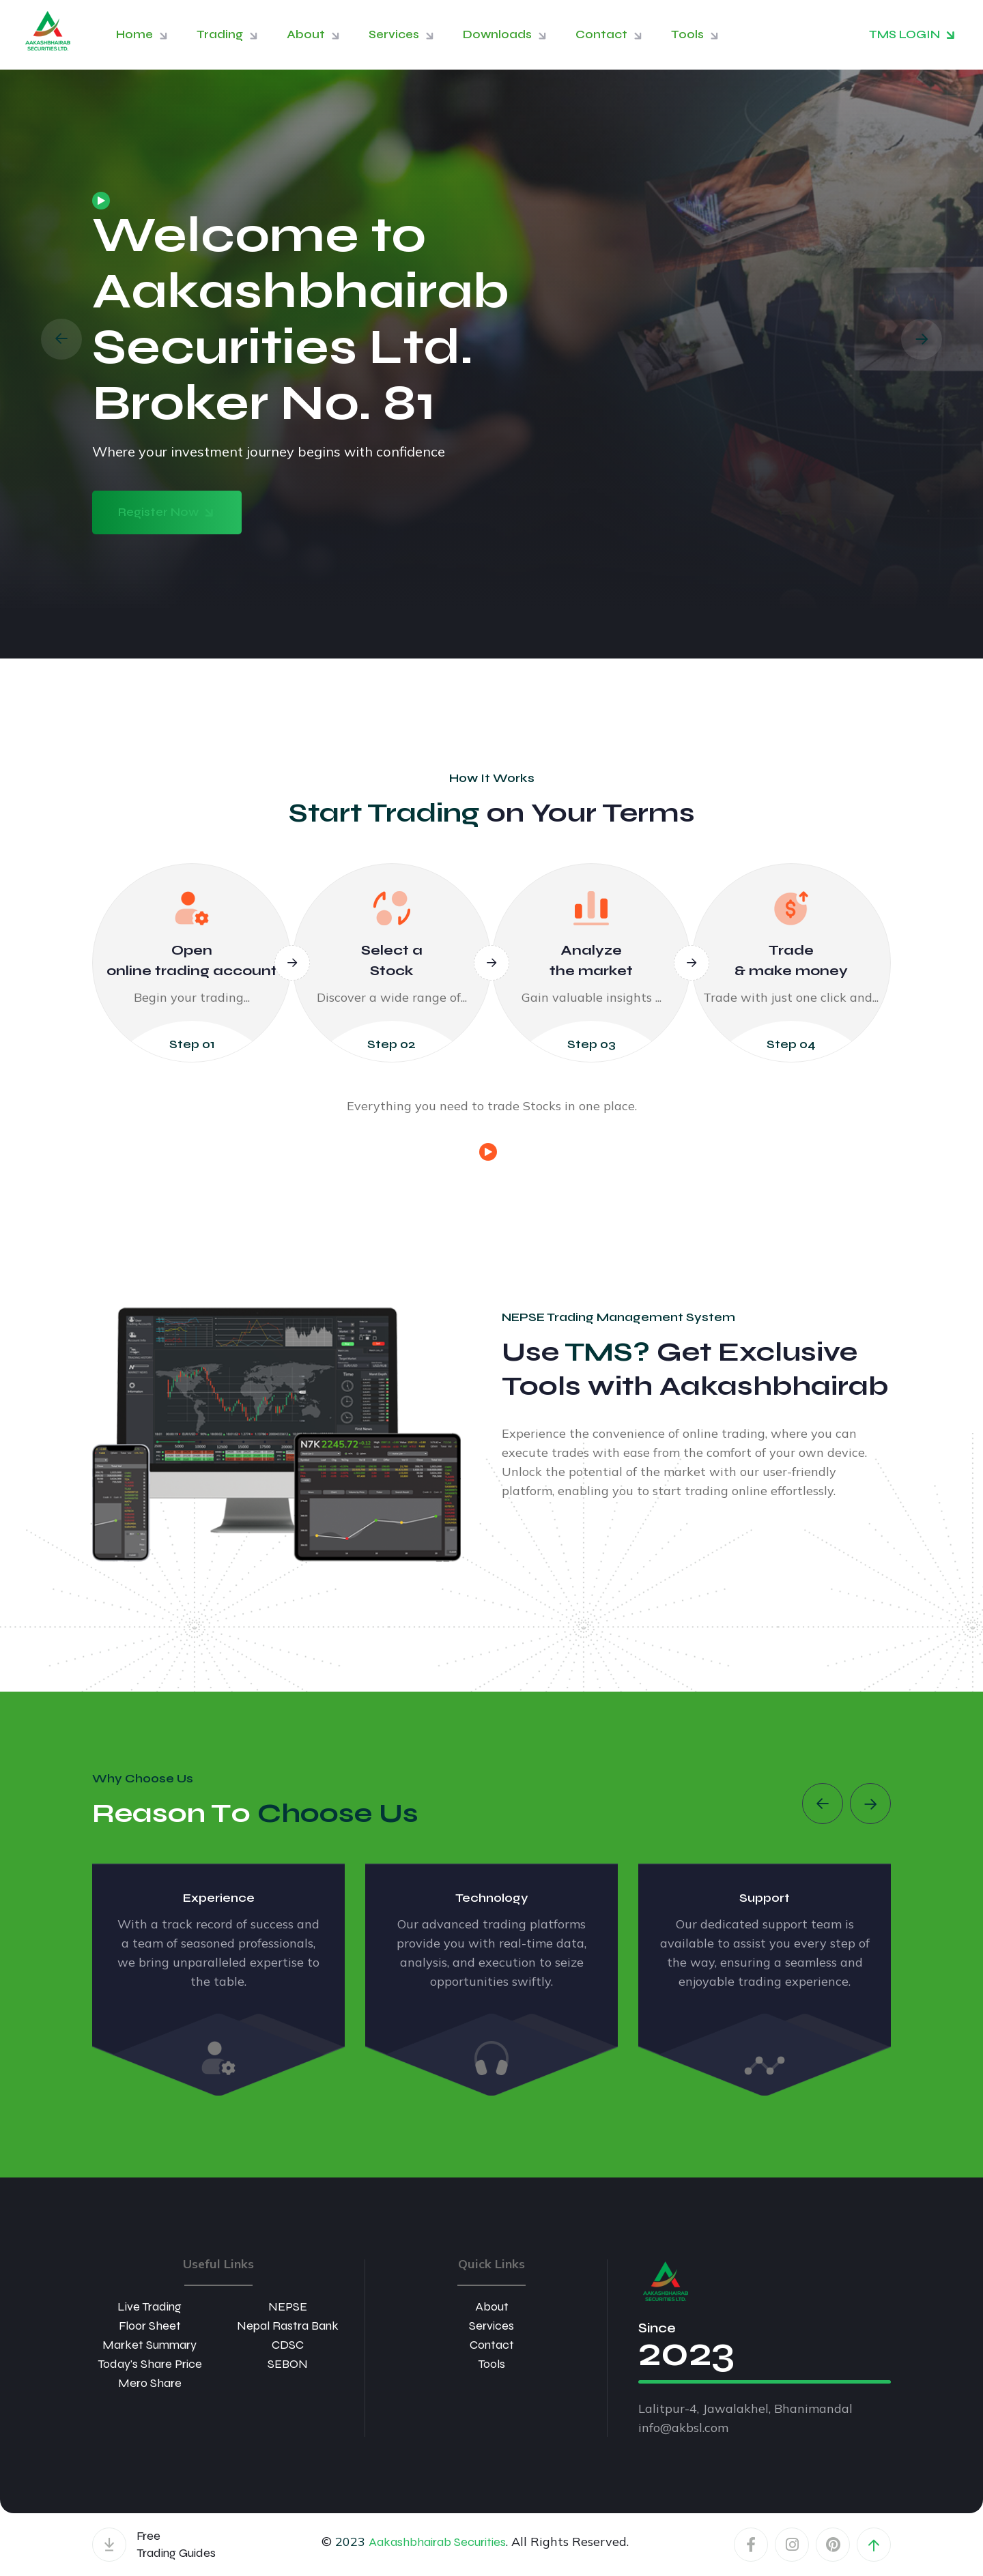 AAKASHBHAIRAB
SECURITIES LTD.
Home
Trading
About
Services
Downloads
Contact
Tools
TMS LOGIN
Welcome to
Aakashbhairab
Securities Ltd.
Broker No. 81
Where your investment journey begins with confidence
Register Now
How It Works
Start Trading on Your Terms
Open
online trading account
Begin your trading...
Step 01
Select a
Stock
Discover a wide range of...
Step 02
Analyze
the market
Gain valuable insights ...
Step 03
Trade
& make money
Trade with just one click and...
Step 04
Everything you need to trade Stocks in one place.
N7K 2245.72
NEPSE Trading Management System
Use TMS? Get Exclusive
Tools with Aakashbhairab
Experience the convenience of online trading, where you can
execute trades with ease from the comfort of your own device.
Unlock the potential of the market with our user-friendly
platform, enabling you to start trading online effortlessly.
Why Choose Us
Reason To Choose Us
Experience
With a track record of success and
a team of seasoned professionals,
we bring unparalleled expertise to
the table.
Technology
Our advanced trading platforms
provide you with real-time data,
analysis, and execution to seize
opportunities swiftly.
Support
Our dedicated support team is
available to assist you every step of
the way, ensuring a seamless and
enjoyable trading experience.
Useful Links
Live Trading
Floor Sheet
Market Summary
Today's Share Price
Mero Share
NEPSE
Nepal Rastra Bank
CDSC
SEBON
Quick Links
About
Services
Contact
Tools
AAKASHBHAIRAB
SECURITIES LTD.
Since
2023
Lalitpur-4, Jawalakhel, Bhanimandal
info@akbsl.com
Free
Trading Guides
© 2023 Aakashbhairab Securities. All Rights Reserved.